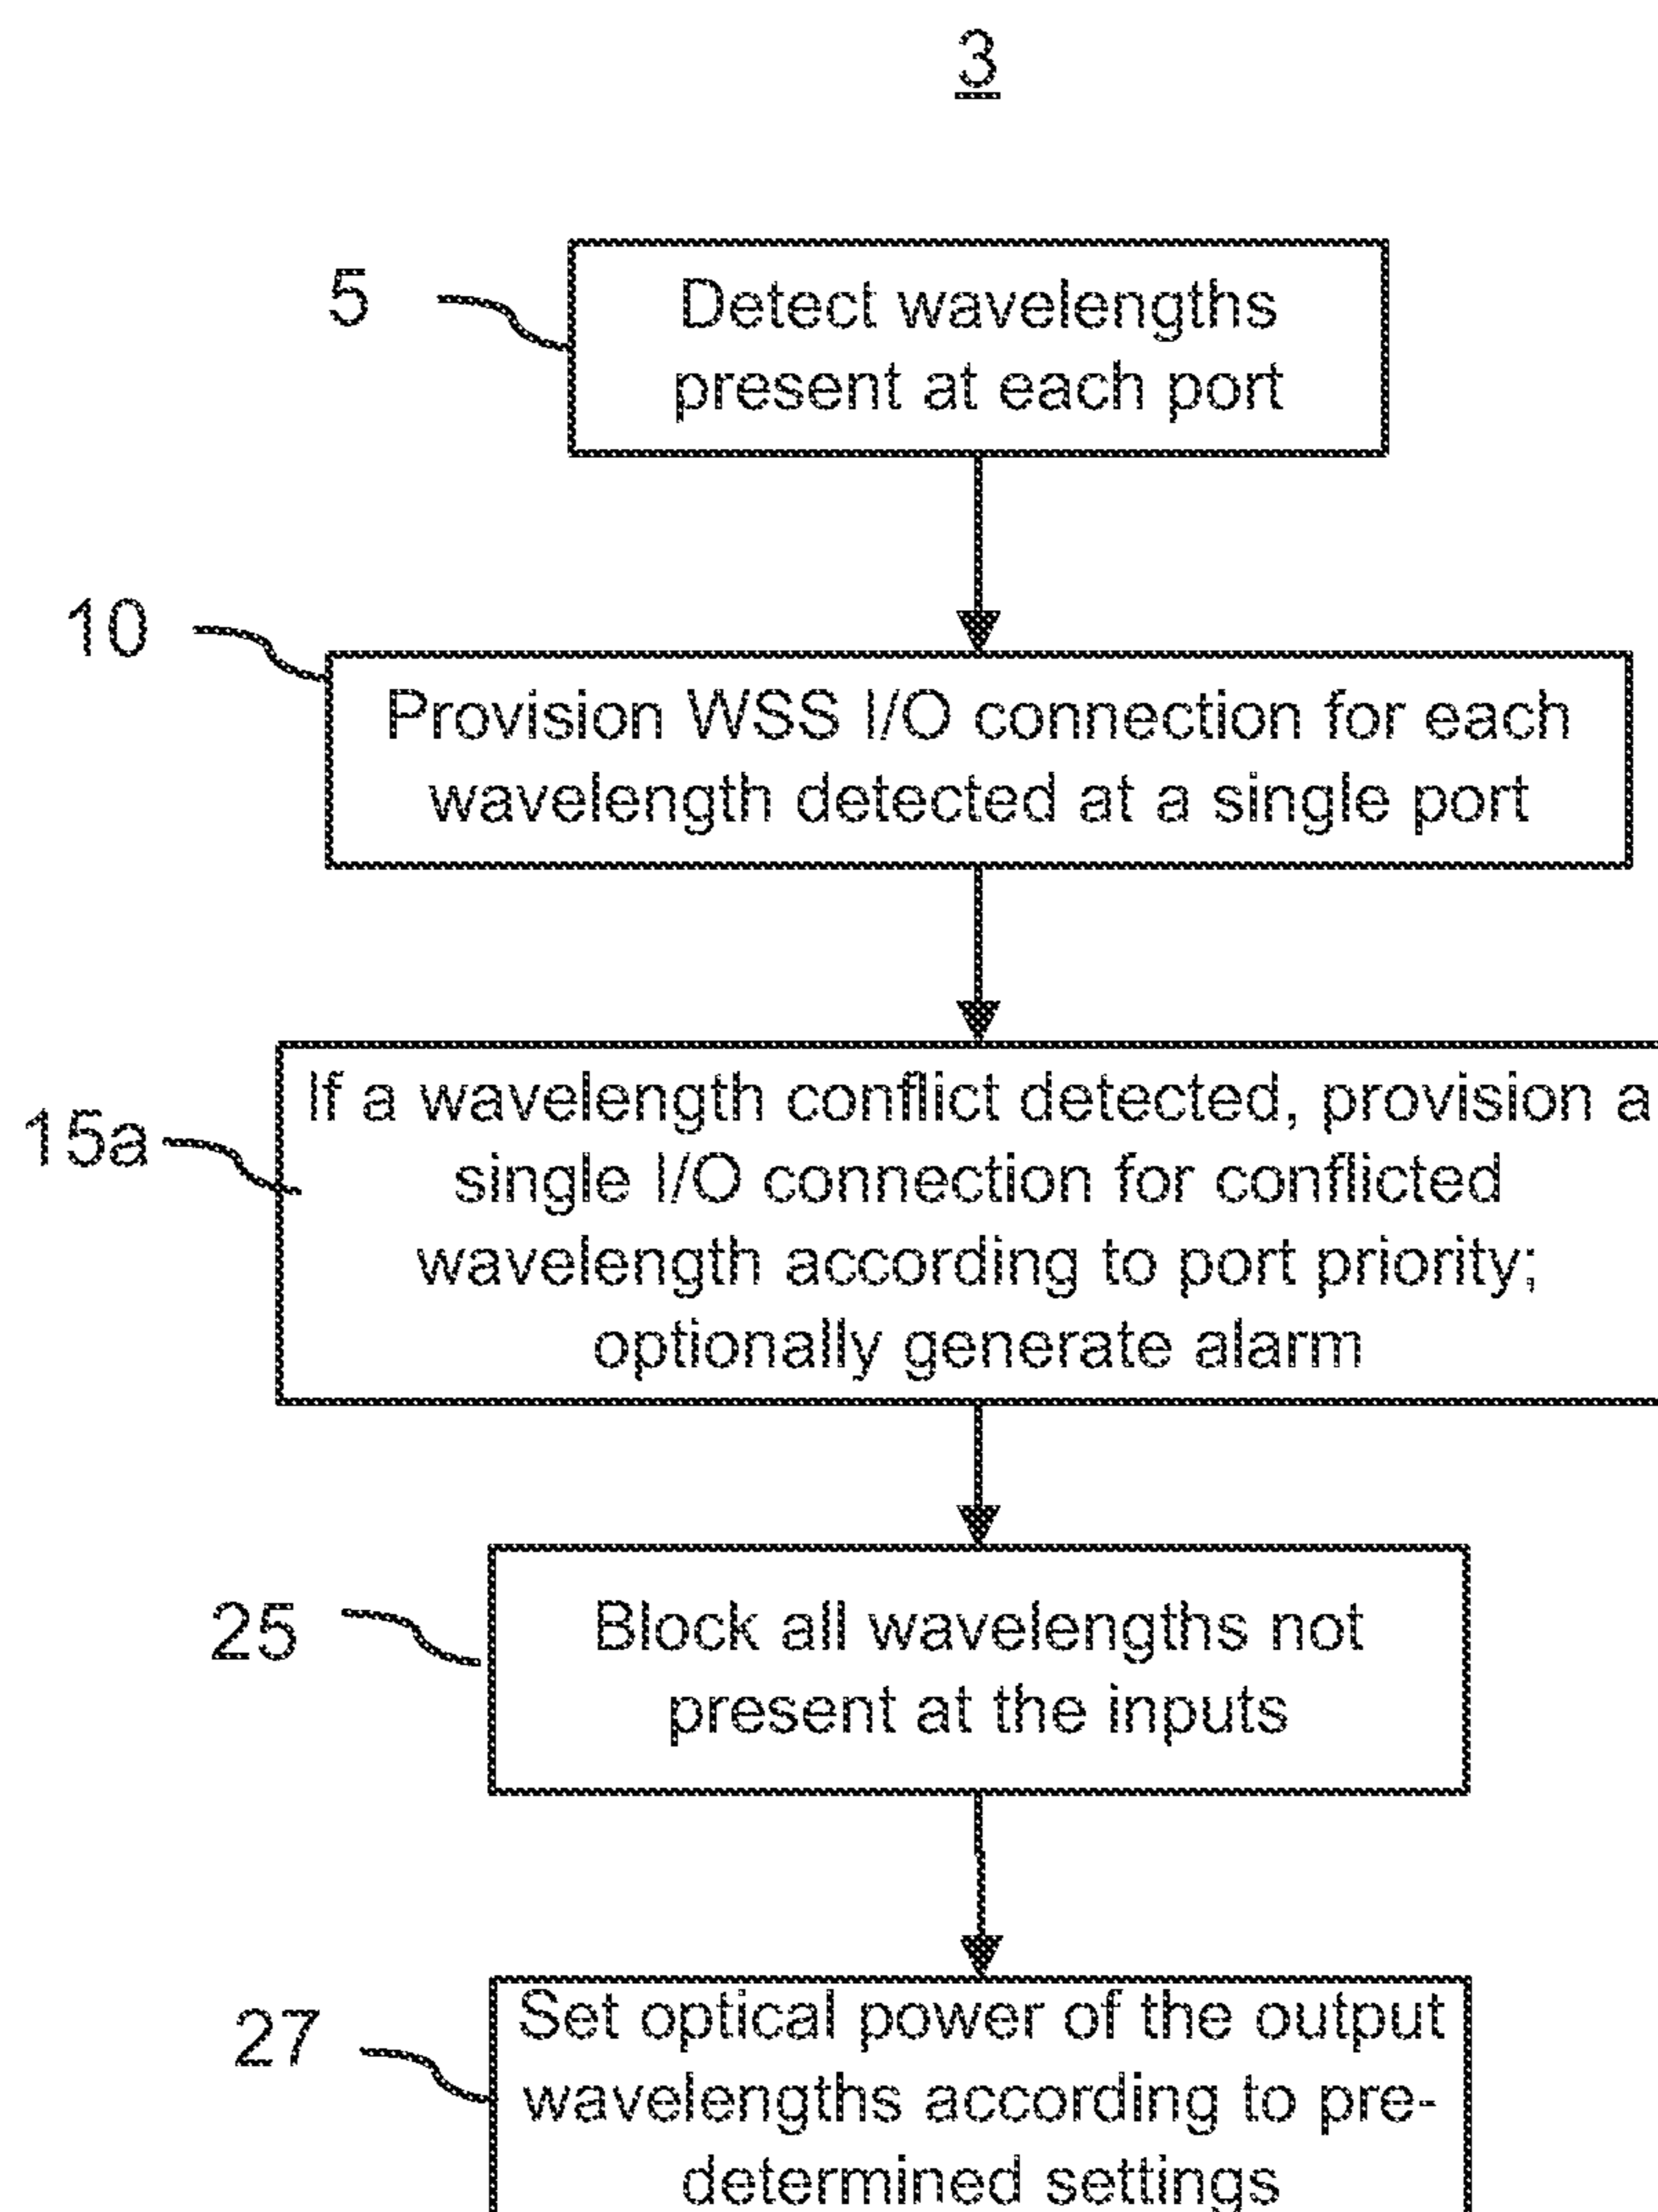 3
5
Detect wavelengths
present at each port
10
Provision WSS I/O connection for each
wavelength detected at a single port
15a
If a wavelength conflict detected, provision a
single I/O connection for conflicted
wavelength according to port priority;
optionally generate alarm
25
Block all wavelengths not
present at the inputs
27
Set optical power of the output
wavelengths according to pre-
determined settings